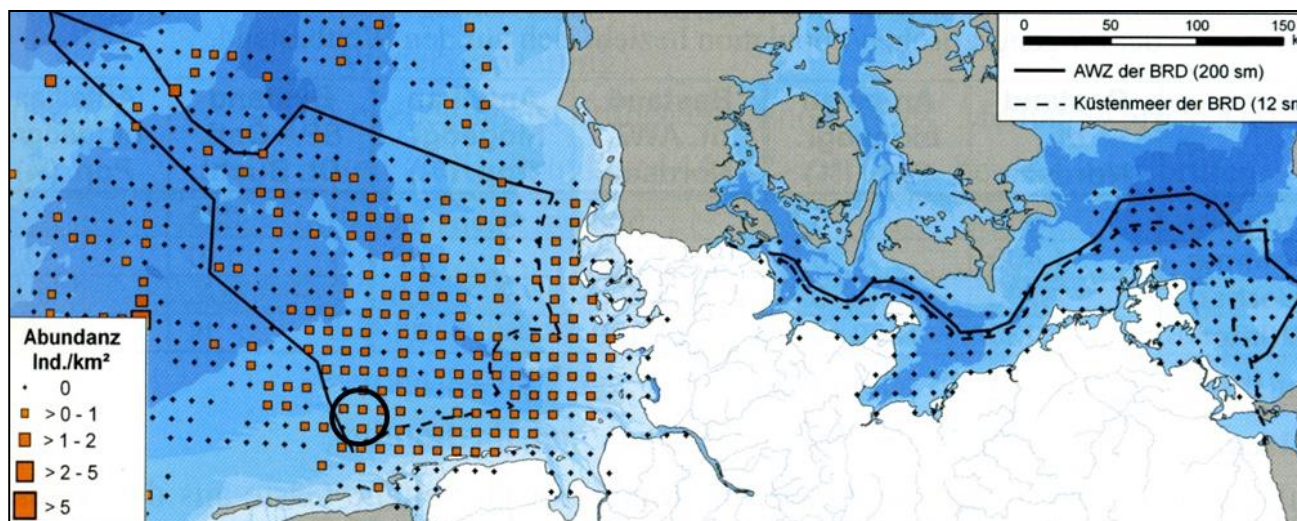 0 50 100 150
k
AWZ der BRD (200 sm)
Küstenmeer der BRD (12 sm
Abundanz
Ind./km²
0
>0 - 1
>1 - 2
>2 - 5
>5